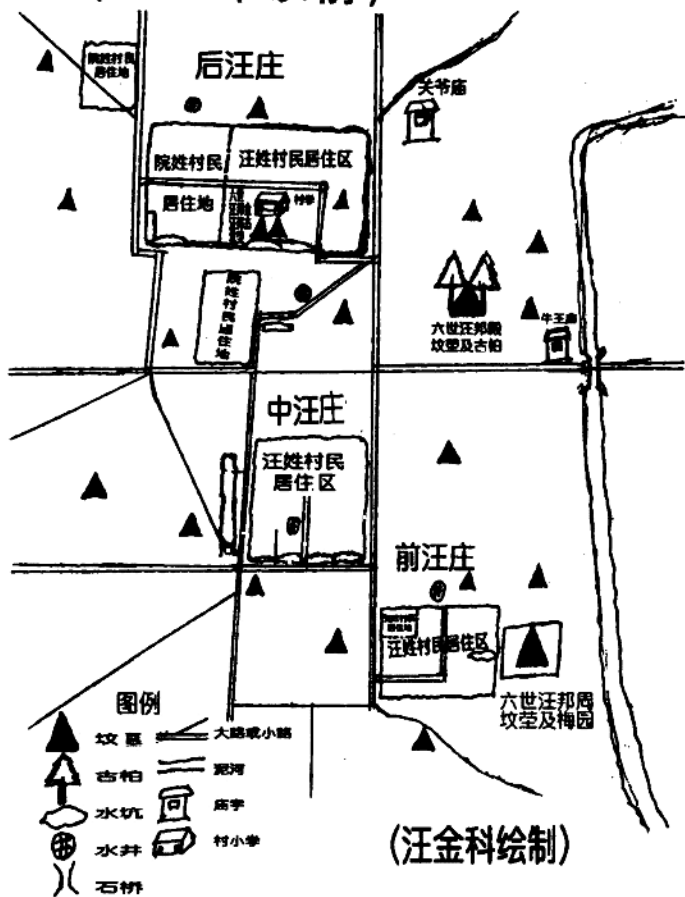 院姓村民
居住地
后汪庄
关爷庙
院姓村民
汪姓村民居住区
居住地
村学
院姓村民居住地
六世汪邦殿
坟茔及古柏
牛王庙
中汪庄
汪姓村民
居住区
前汪庄
居住地
汪姓村民居住区
六世汪邦周
坟茔及梅园
图例
坟墓
大路或小路
古柏
泥河
水坑
庙宇
水井
村小学
石桥
(汪金科绘制)